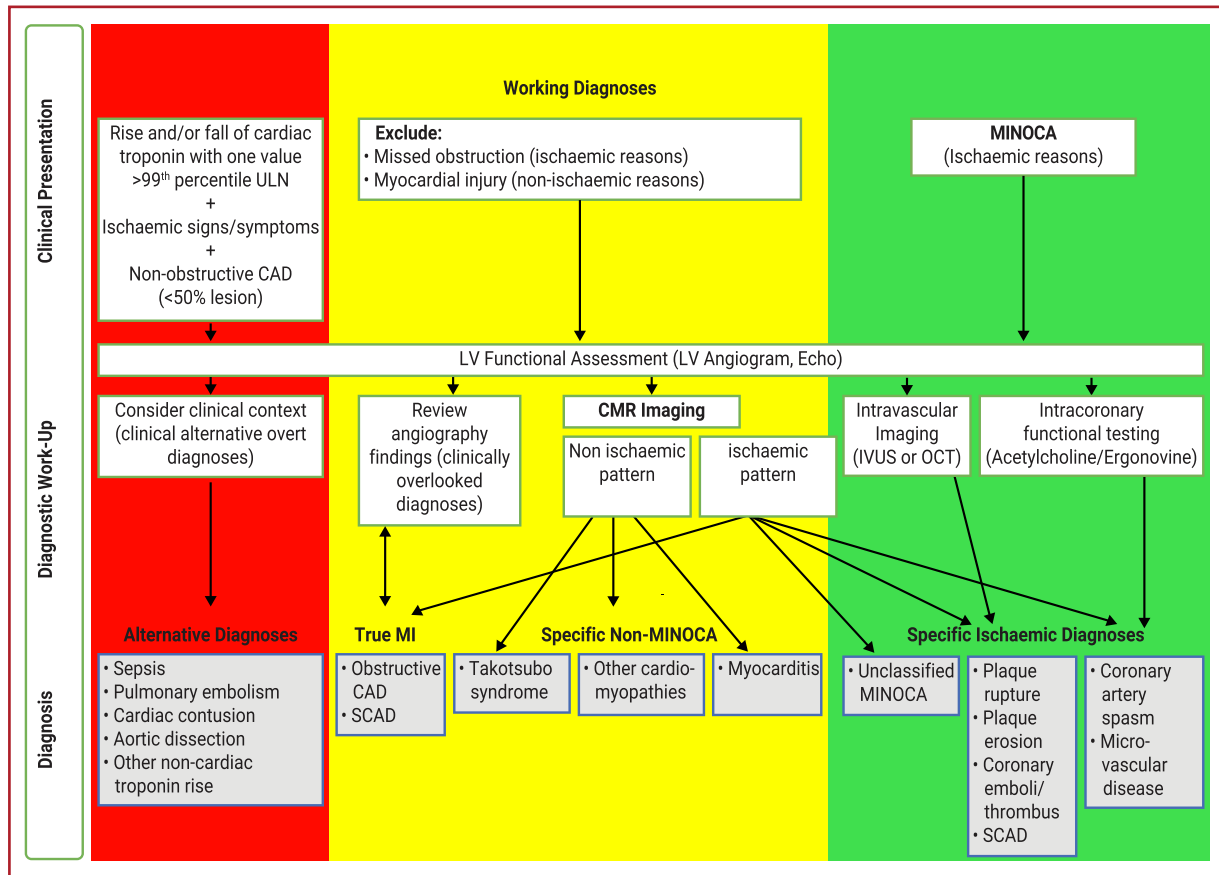 Clinical Presentation
Working Diagnoses
Rise and/or fall of cardiac
troponin with one value
>99th percentile ULN
+
Ischaemic signs/symptoms
+
Non-obstructive CAD
(<50% lesion)
Exclude:
• Missed obstruction (ischaemic reasons)
• Myocardial injury (non-ischaemic reasons)
MINOCA
(Ischaemic reasons)
LV Functional Assessment (LV Angiogram, Echo)
Diagnostic Work-Up
Consider clinical context
(clinical alternative overt
diagnoses)
Review
angiography
findings (clinically
overlooked
diagnoses)
CMR Imaging
Non ischaemic
pattern
ischaemic
pattern
Intravascular
Imaging
(IVUS or OCT)
Intracoronary
functional testing
(Acetylcholine/Ergonovine)
Diagnosis
Alternative Diagnoses
• Sepsis
• Pulmonary embolism
• Cardiac contusion
• Aortic dissection
• Other non-cardiac
troponin rise
True MI
• Obstructive
CAD
• SCAD
Specific Non-MINOCA
• Takotsubo
syndrome
• Other cardio-
myopathies
• Myocarditis
Specific Ischaemic Diagnoses
• Unclassified
MINOCA
• Plaque
rupture
• Plaque
erosion
• Coronary
emboli/
thrombus
• SCAD
• Coronary
artery
spasm
• Micro-
vascular
disease